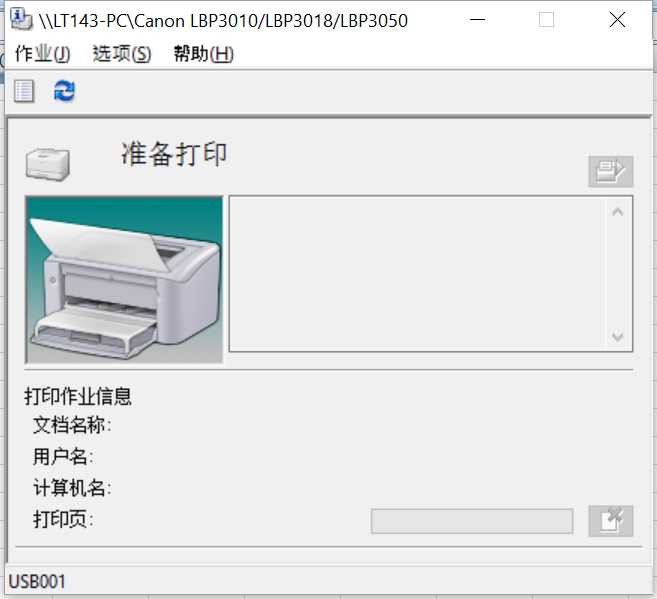 \\LT143-PC\Canon LBP3010/LBP3018/LBP3050
作业(J) 选项(S) 帮助(H)
准备打印
打印作业信息
文档名称:
用户名:
计算机名:
打印页:
USB001